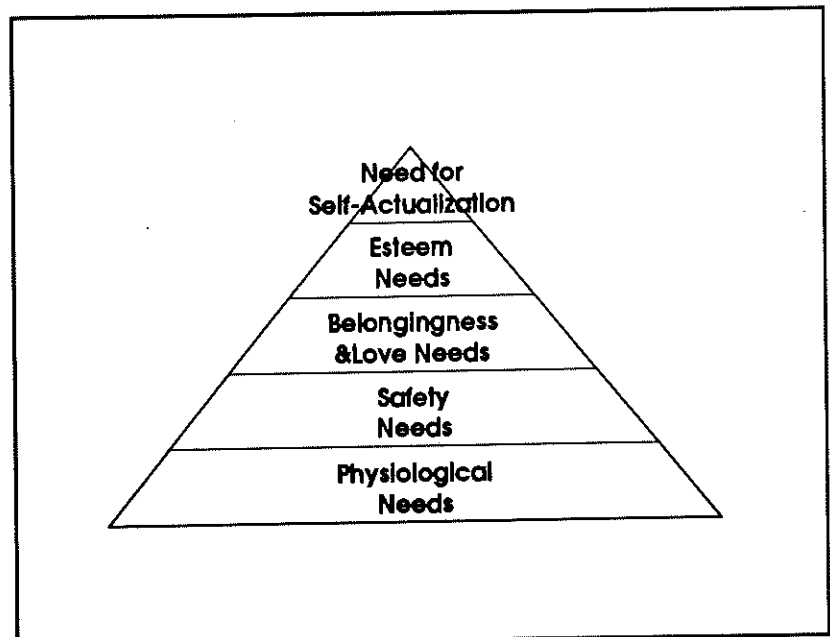 Need for
Self-Actualization
Esteem
Needs
Belongingness
&Love Needs
Safety
Needs
Physiological
Needs